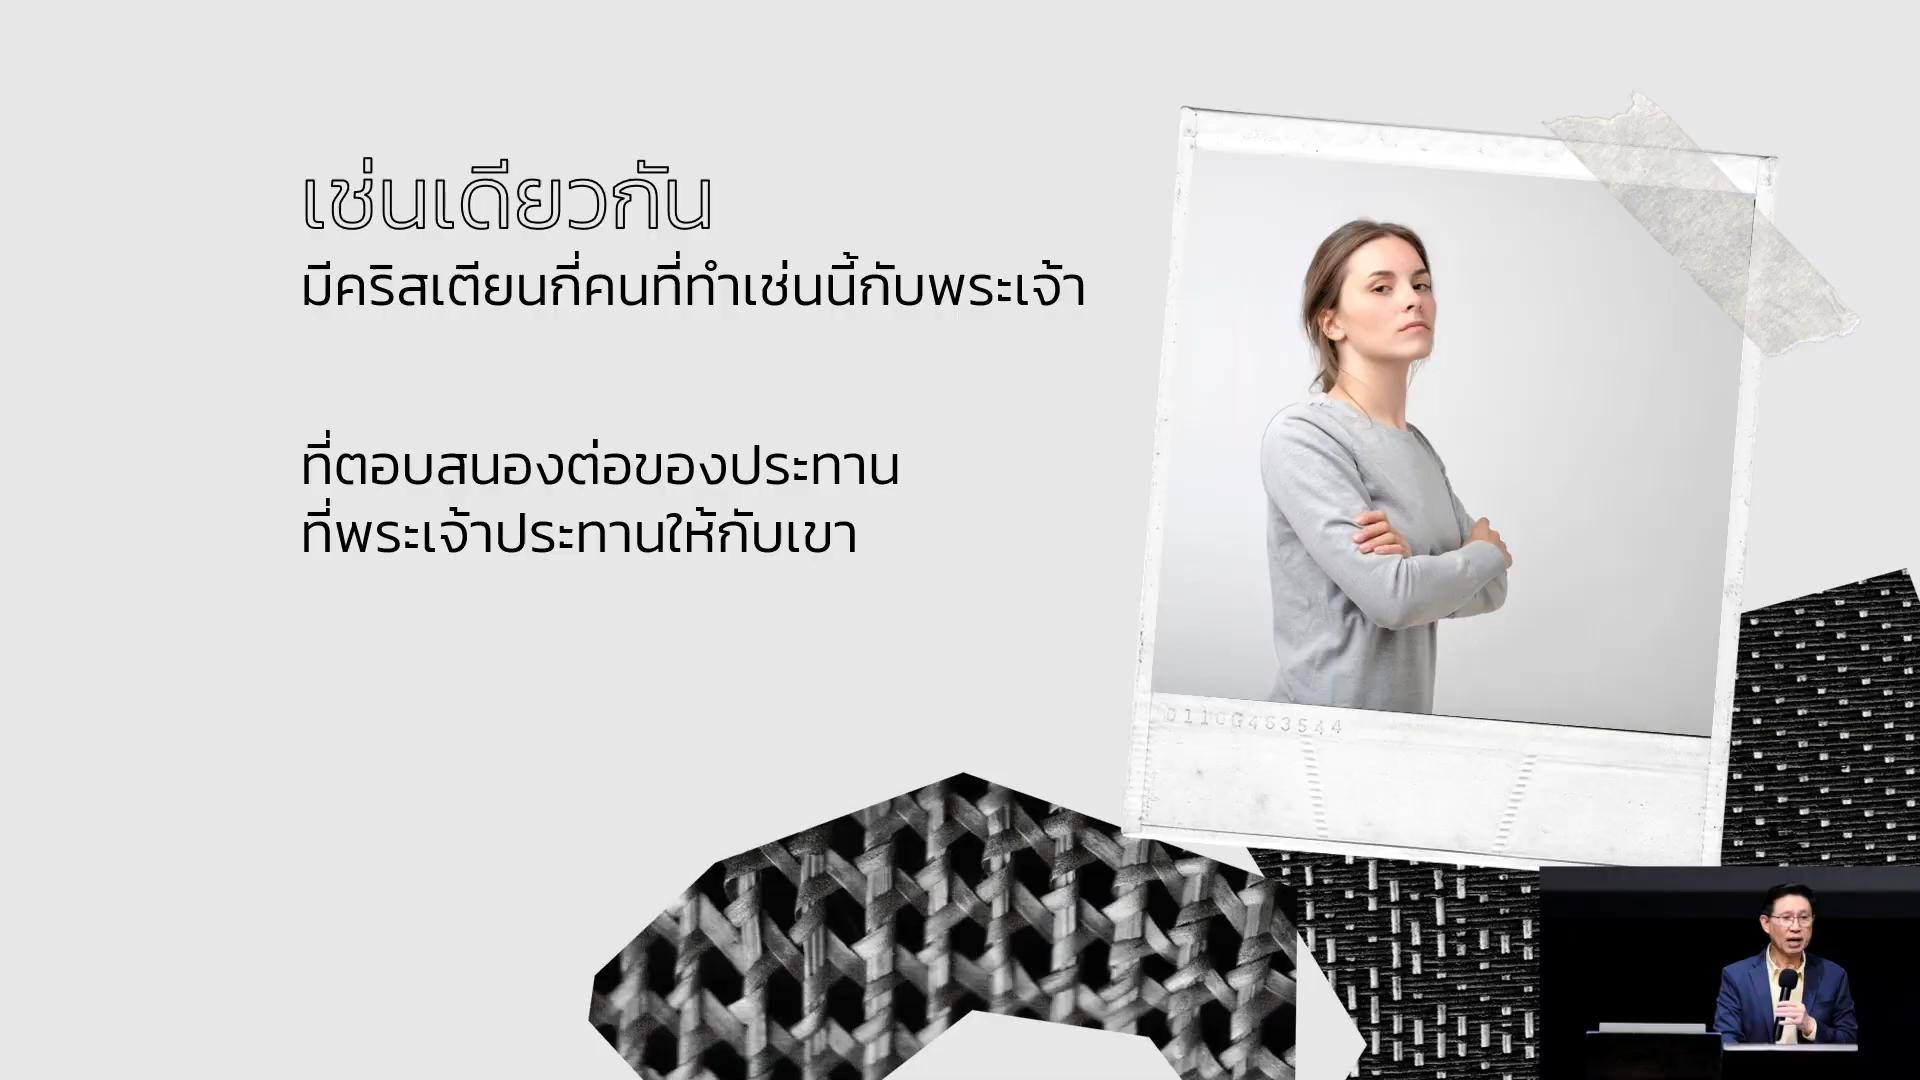 เช่นเดียวกัน
มีคริสเตียนกี่คนที่ทำเช่นนี้กับพระเจ้า
ที่ตอบสนองต่อของประทาน
ที่พระเจ้าประทานให้กับเขา
0110G463544